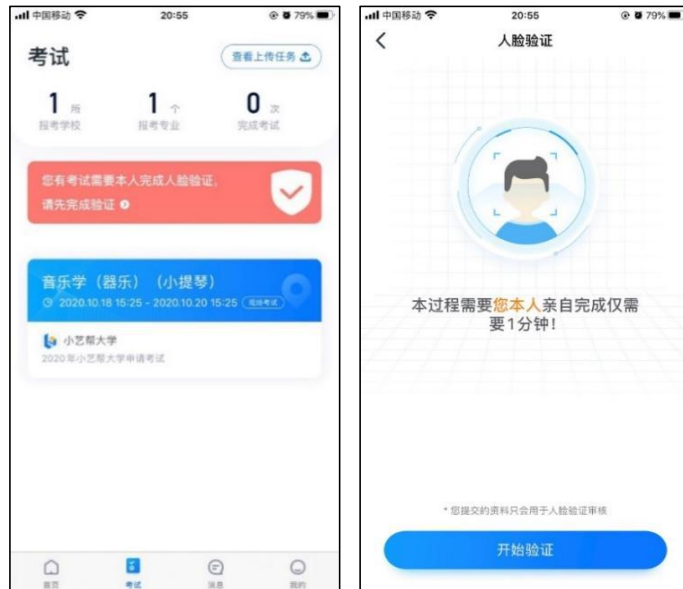 中国移动
20:55
79%
考试
查看上传任务
1 所
1 个
0 次
报考学校
报考专业
完成考试
您有考试需要本人完成人脸验证,
请先完成验证
音乐学（器乐）（小提琴）
2020.10.18 15:25 - 2020.10.20 15:25
小艺帮大学
2020年小艺帮大学申请考试
首页
考试
消息
我的
中国移动
20:55
79%
人脸验证
本过程需要您本人亲自完成仅需
要1分钟!
* 您提交的资料只会用于人脸验证审核
开始验证